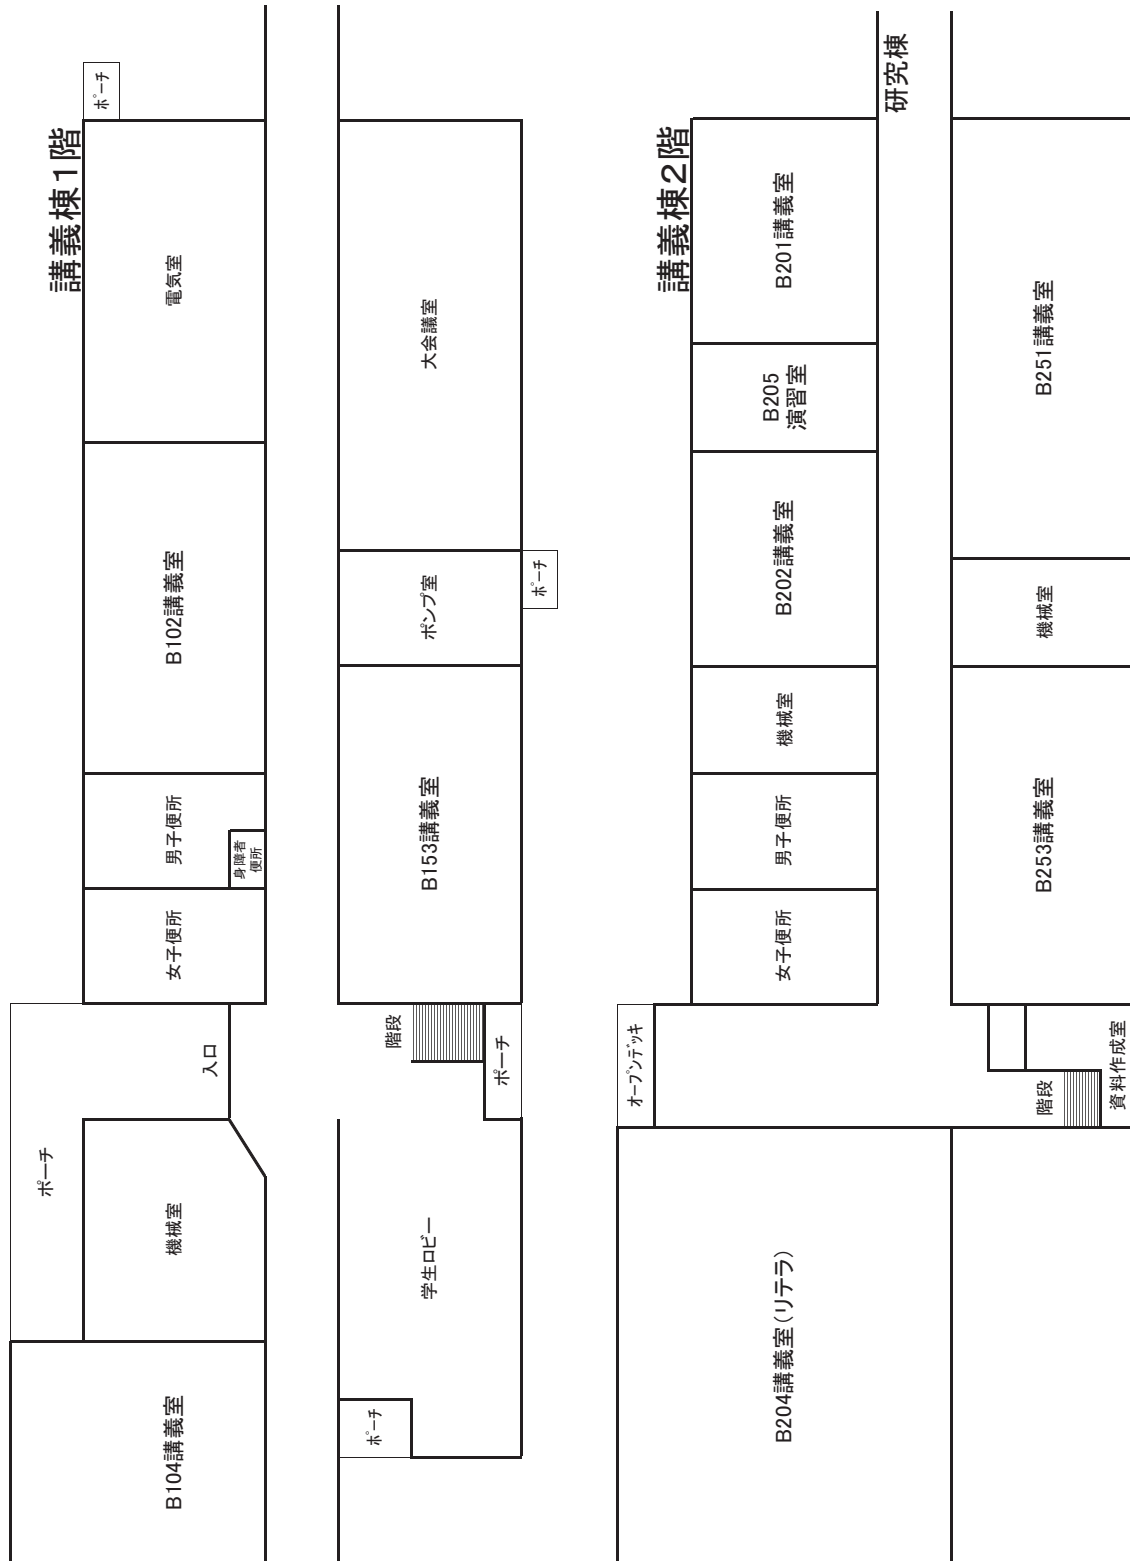 講義棟1階
ポーチ
ポーチ
B104講義室
機械室
入口
女子便所
男子便所
身障者
便所
B102講義室
電気室
ポーチ
学生ロビー
階段
ポーチ
B153講義室
ポンプ室
ポーチ
大会議室
講義棟2階
オープンデッキ
B204講義室(リテラ)
女子便所
男子便所
機械室
B202講義室
B205
演習室
B201講義室
研究棟
階段
資料作成室
B253講義室
機械室
B251講義室